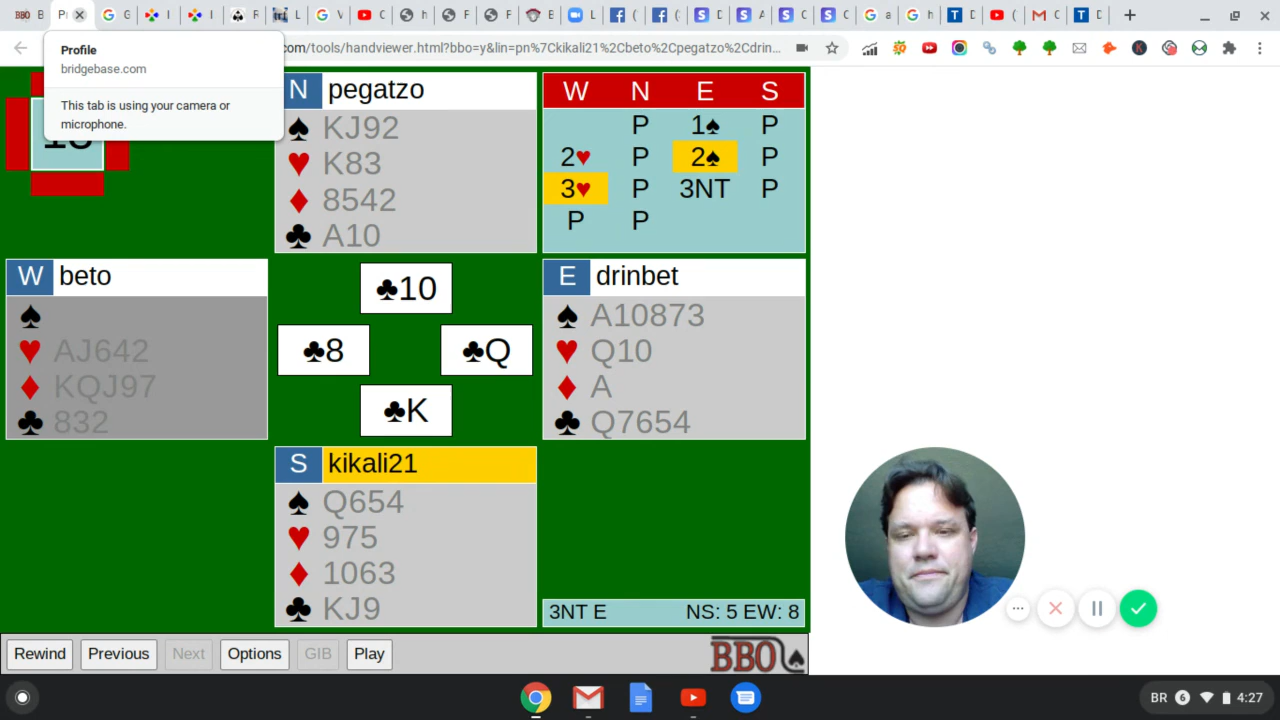 BBO B
Pr
G
I
I
R
L
V
(
h
F
F
B
L
(
(
D
A
C
C
a
h
D
(
C
D
com/tools/handviewer.html?bbo=y&lin=pn%7Ckikali21%2Cbeto%2Cpegatzo%2Cdrin...
Profile
bridgebase.com
This tab is using your camera or
microphone.
N pegatzo
♠ KJ92
♥ K83
♦ 8542
♣ A10
W N E S
P 1♠ P
2♥ P 2♠ P
3♥ P 3NT P
P P
W beto
♠
♥ AJ642
♦ KQJ97
♣ 832
♣10
♣8
♣Q
♣K
E drinbet
♠ A10873
♥ Q10
♦ A
♣ Q7654
S kikali21
♠ Q654
♥ 975
♦ 1063
♣ KJ9
3NT E NS: 5 EW: 8
Rewind
Previous
Next
Options
GIB
Play
BBO
BR 6 4:27